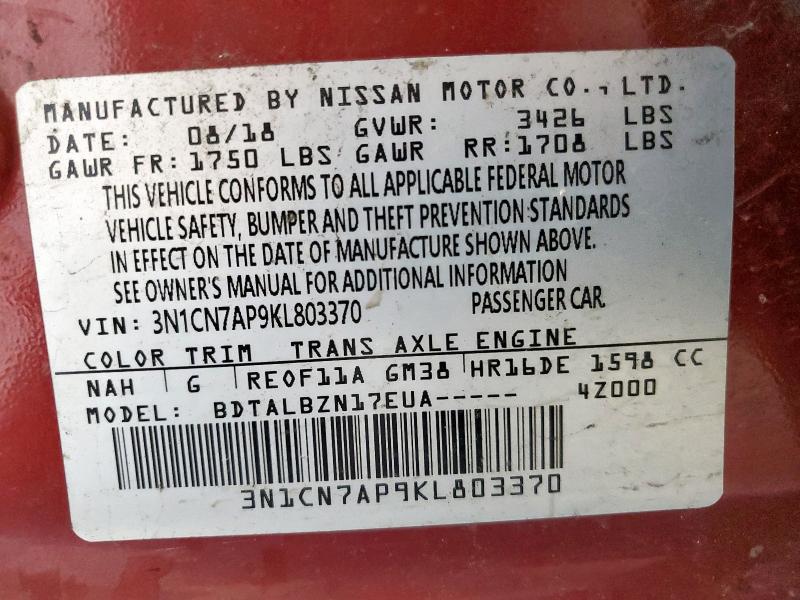 MANUFACTURED BY NISSAN MOTOR CO., LTD.
DATE: 08/18 GVWR: 3426 LBS
GAWR FR: 1750 LBS GAWR RR: 1708 LBS
THIS VEHICLE CONFORMS TO ALL APPLICABLE FEDERAL MOTOR
VEHICLE SAFETY, BUMPER AND THEFT PREVENTION STANDARDS
IN EFFECT ON THE DATE OF MANUFACTURE SHOWN ABOVE.
SEE OWNER'S MANUAL FOR ADDITIONAL INFORMATION
VIN: 3N1CN7AP9KL803370 PASSENGER CAR
COLOR TRIM TRANS AXLE ENGINE
NAH G RE0F11A GM38 HR16DE 1598 CC
MODEL: BDTALBZN17EUA----- 4Z000
3N1CN7AP9KL803370